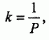 k = 1/P,